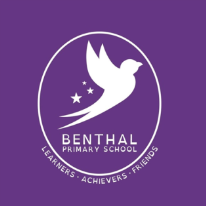 BENTHAL
PRIMARY SCHOOL
LEARNERS - ACHIEVERS - FRIENDS